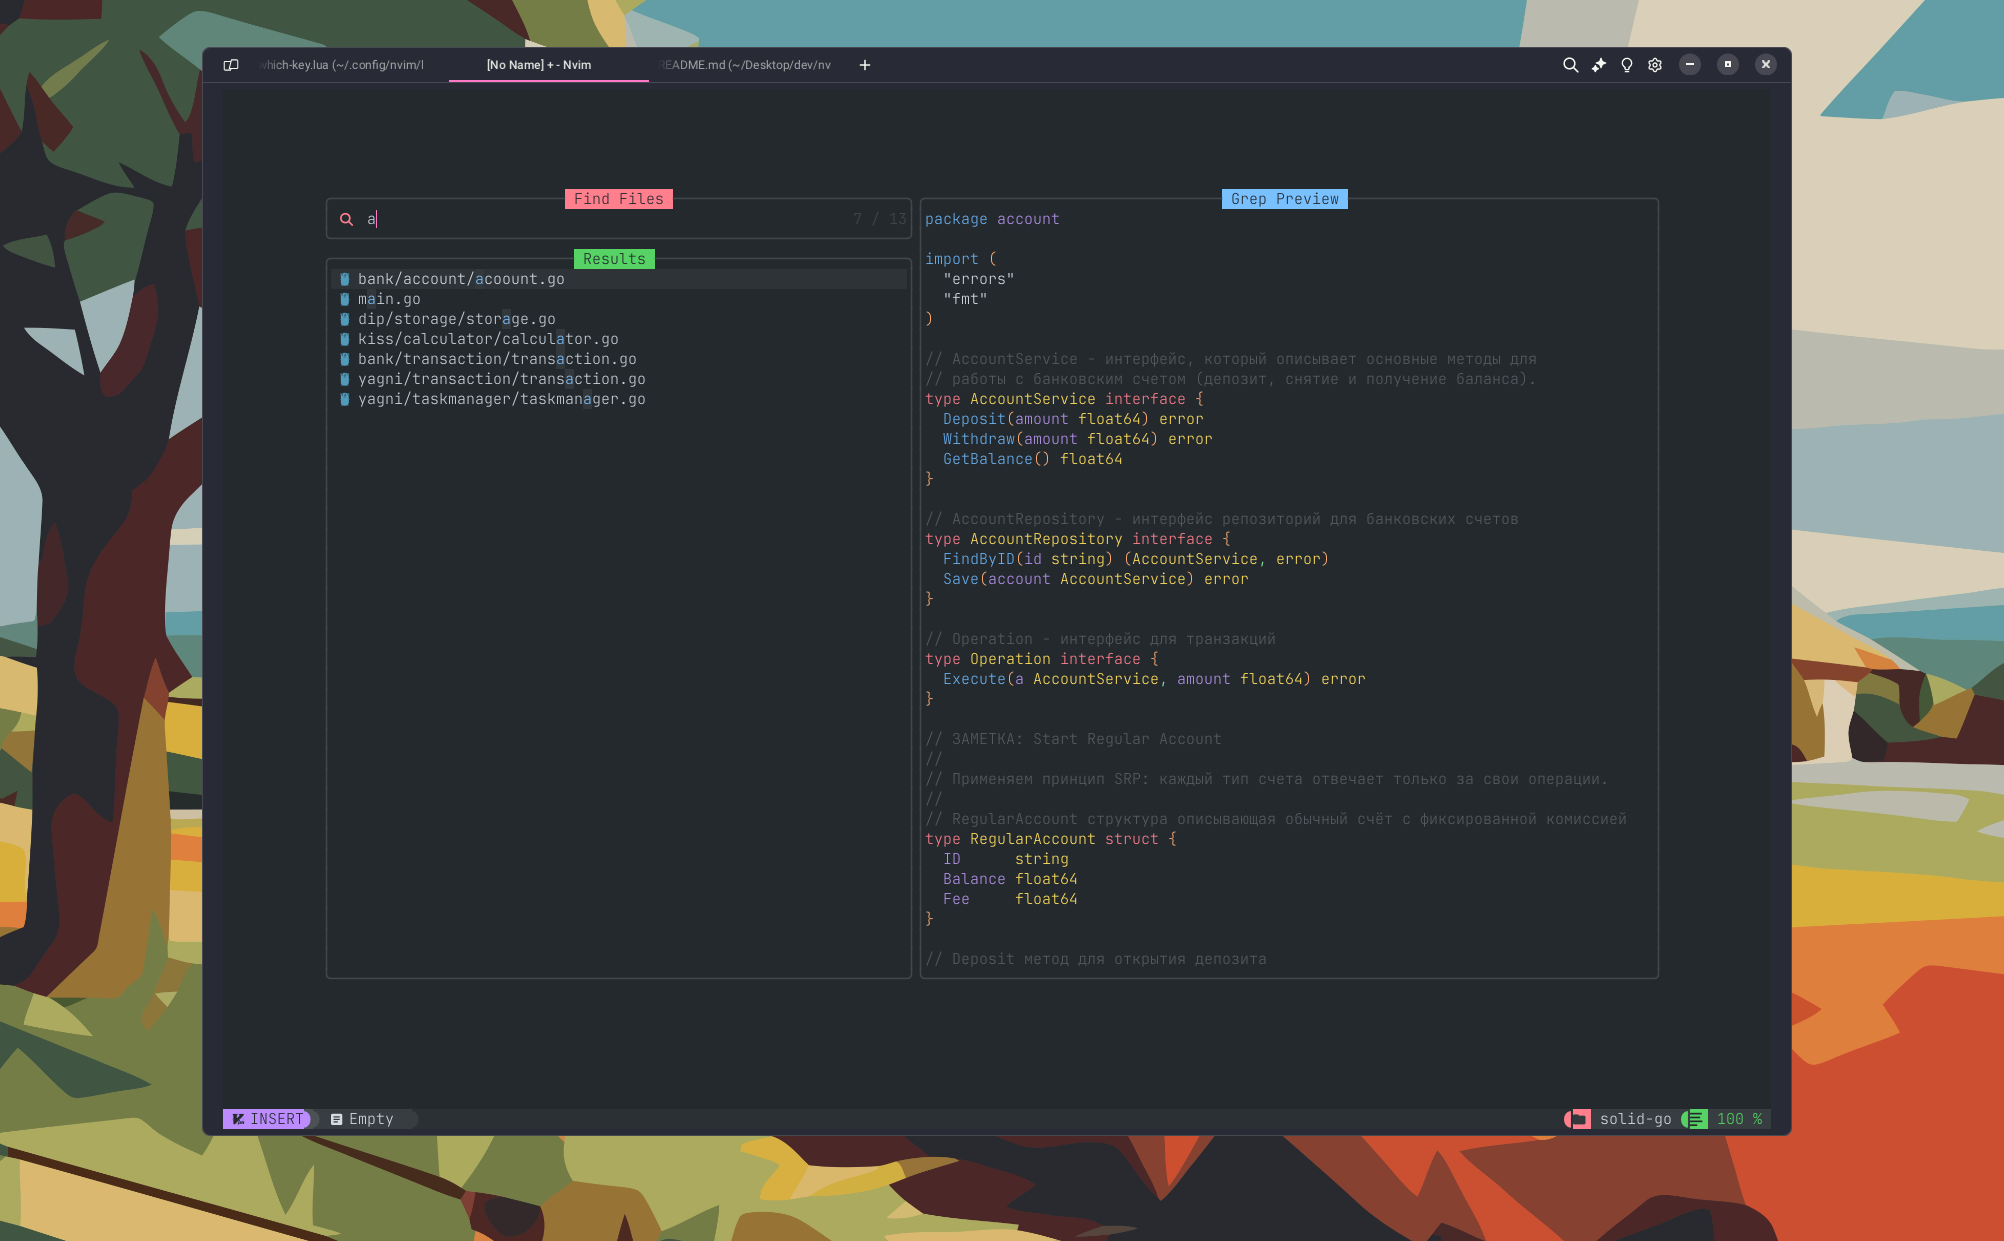 which-key.lua (~/.config/nvim/l
[No Name] + - Nvim
README.md (~/Desktop/dev/nv
Find Files
a
7 / 13
Results
bank/account/acoount.go
main.go
dip/storage/storage.go
kiss/calculator/calculator.go
bank/transaction/transaction.go
yagni/transaction/transaction.go
yagni/taskmanager/taskmanager.go
Grep Preview
package account
import (
"errors"
"fmt"
)
// AccountService - интерфейс, который описывает основные методы для
// работы с банковским счетом (депозит, снятие и получение баланса).
type AccountService interface {
Deposit(amount float64) error
Withdraw(amount float64) error
GetBalance() float64
}
// AccountRepository - интерфейс репозиторий для банковских счетов
type AccountRepository interface {
FindByID(id string) (AccountService, error)
Save(account AccountService) error
}
// Operation - интерфейс для транзакций
type Operation interface {
Execute(a AccountService, amount float64) error
}
// ЗАМЕТКА: Start Regular Account
//
// Применяем принцип SRP: каждый тип счета отвечает только за свои операции.
//
// RegularAccount структура описывающая обычный счёт с фиксированной комиссией
type RegularAccount struct {
ID string
Balance float64
Fee float64
}
// Deposit метод для открытия депозита
INSERT
Empty
solid-go
100 %